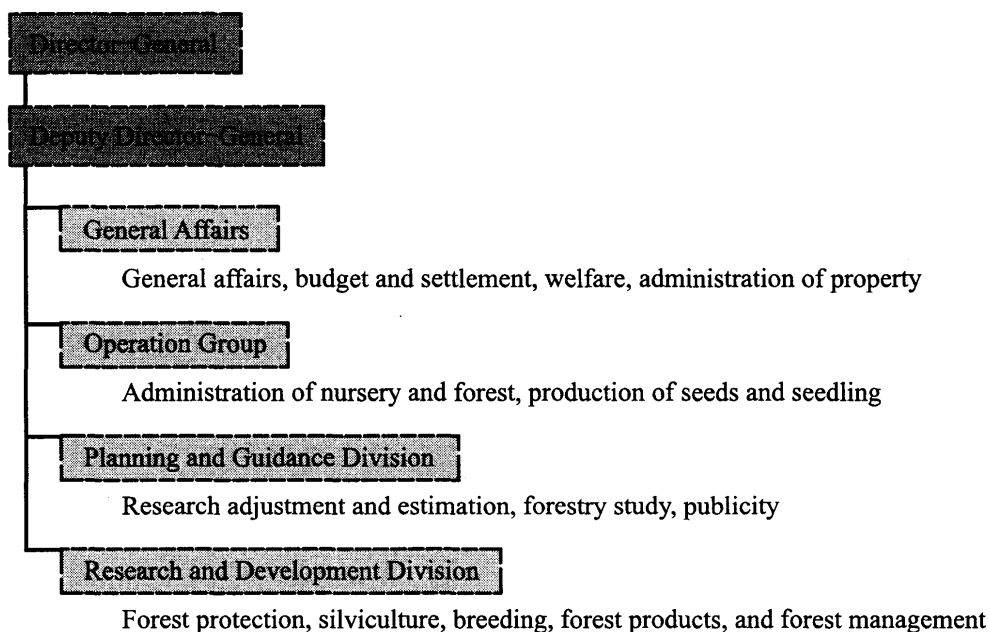 Director-General
Deputy Director-General
General Affairs
General affairs, budget and settlement, welfare, administration of property
Operation Group
Administration of nursery and forest, production of seeds and seedling
Planning and Guidance Division
Research adjustment and estimation, forestry study, publicity
Research and Development Division
Forest protection, silviculture, breeding, forest products, and forest management